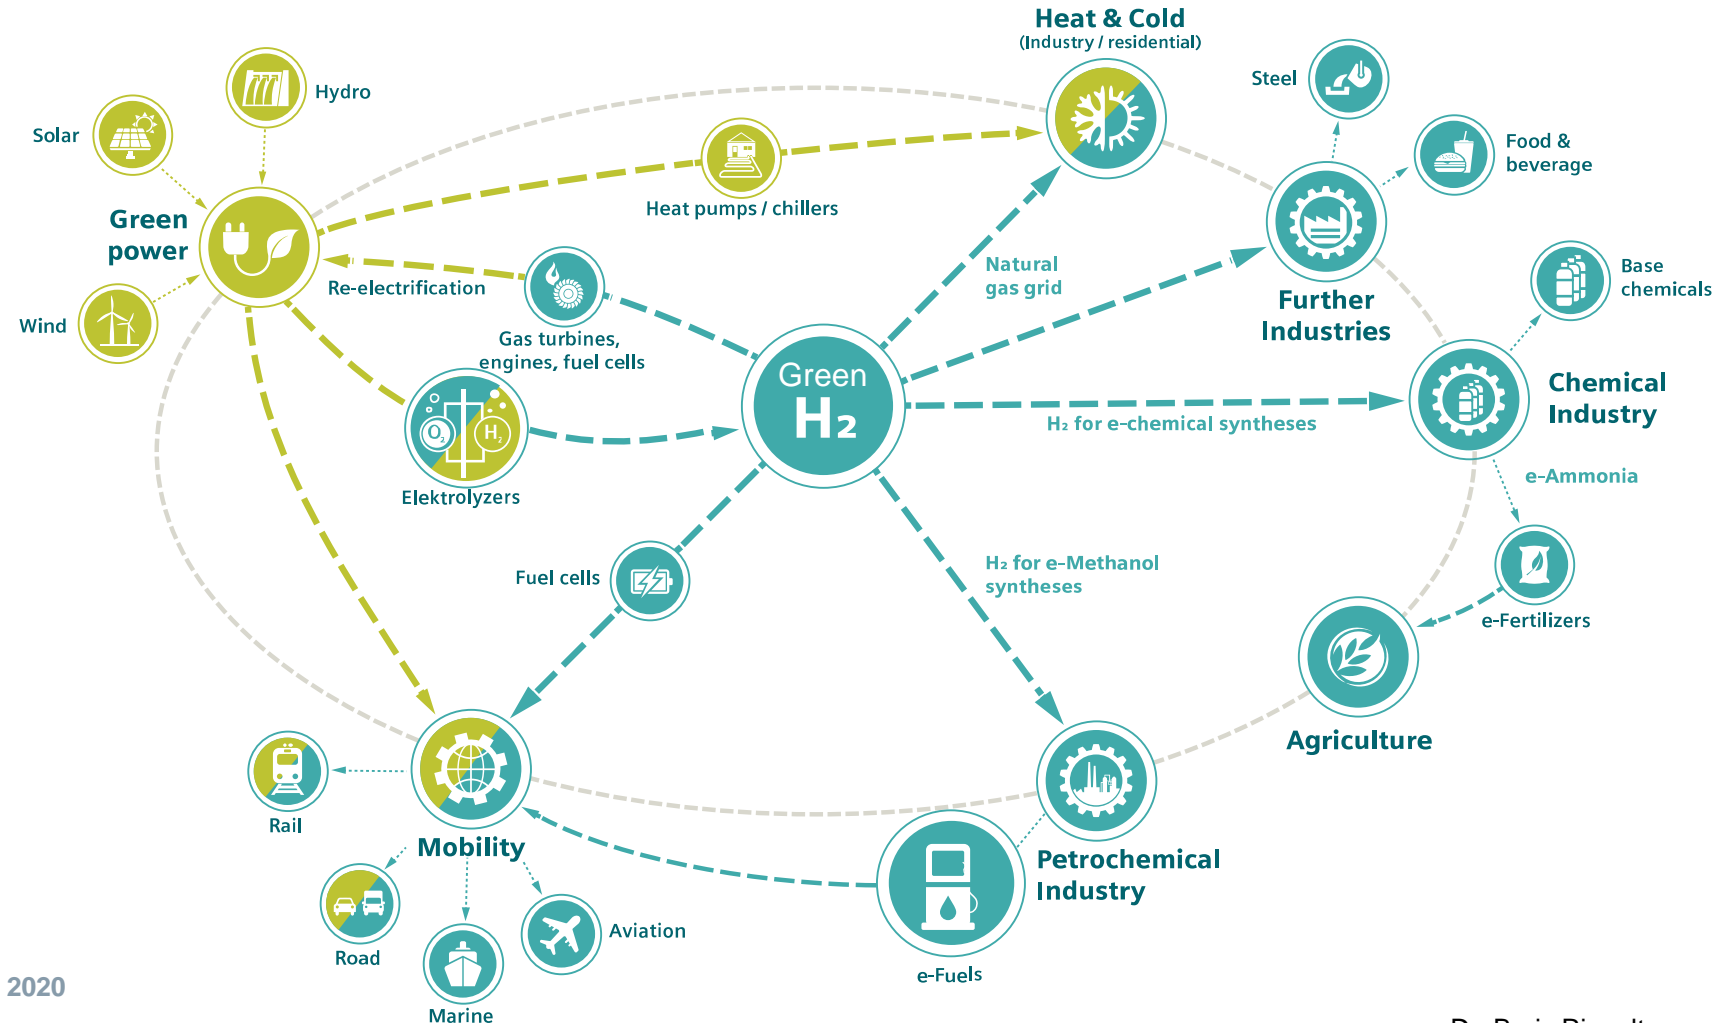 Heat & Cold
(Industry / residential)
Steel
Hydro
Solar
Food &
beverage
Heat pumps / chillers
Green
power
Natural
gas grid
Base
chemicals
Re-electrification
Further
Industries
Wind
Gas turbines,
engines, fuel cells
Green
H₂
Chemical
Industry
H₂ for e-chemical syntheses
O₂
H₂
Elektrolyzers
e-Ammonia
H₂ for e-Methanol
syntheses
Fuel cells
e-Fertilizers
Agriculture
Rail
Mobility
Petrochemical
Industry
Aviation
Road
e-Fuels
2020
Marine